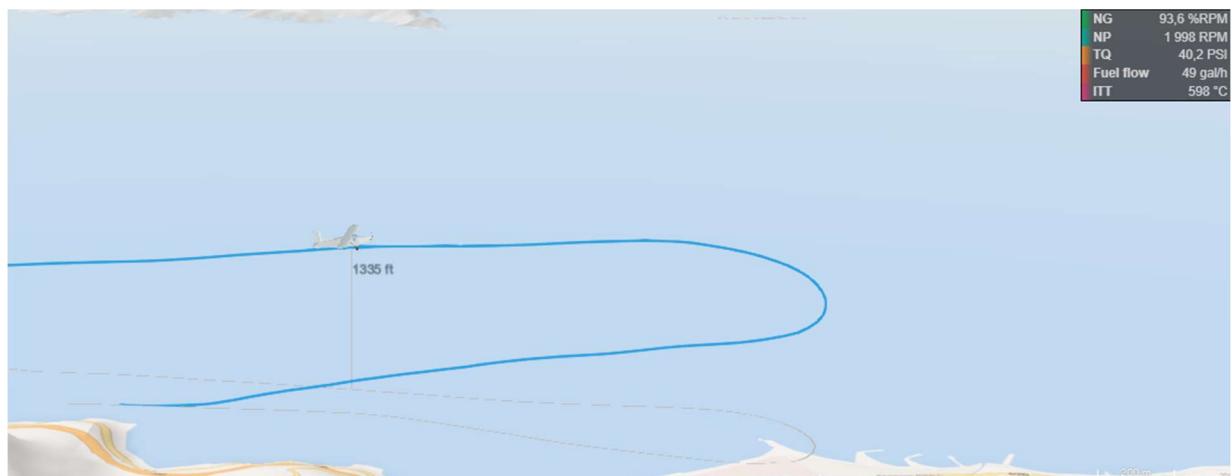 NG 93,6 %RPM
NP 1 998 RPM
TQ 40,2 PSI
Fuel flow 49 gal/h
ITT 598 °C
1335 ft